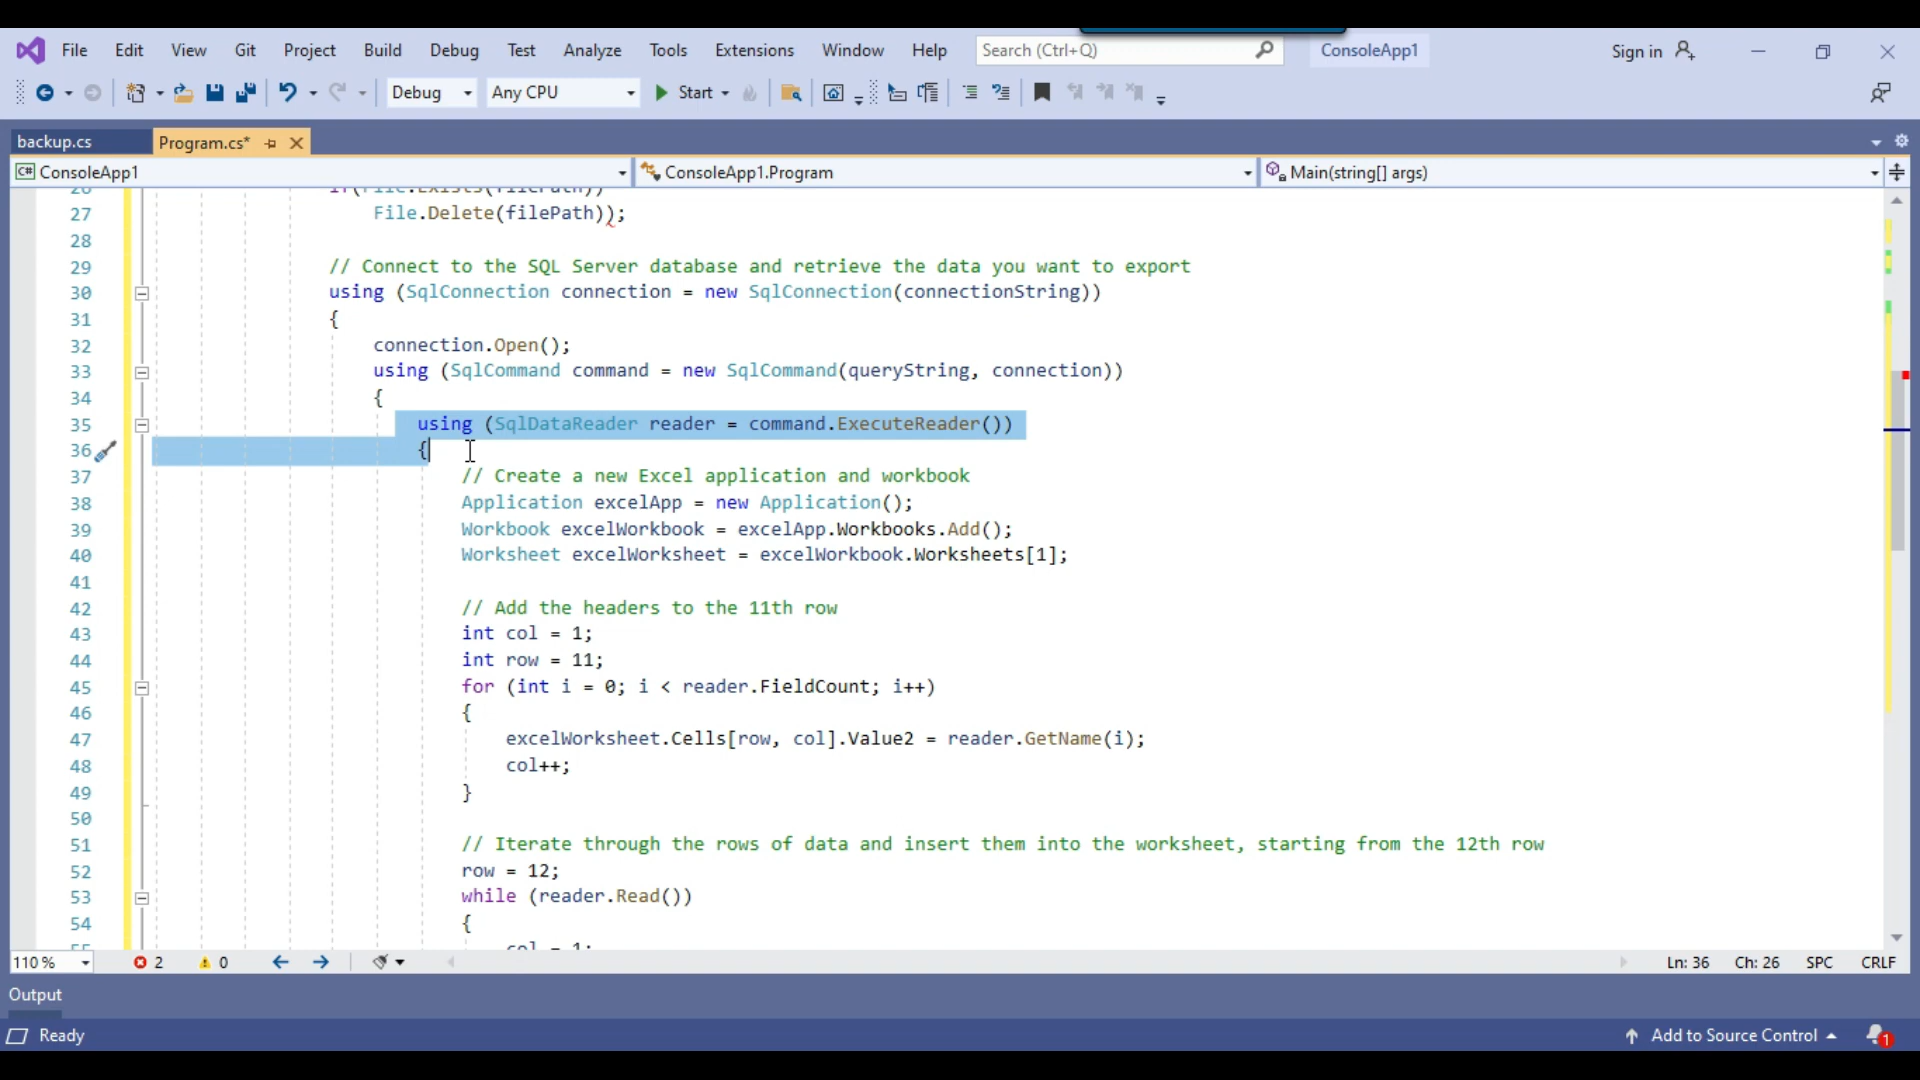 File Edit View Git Project Build Debug Test Analyze Tools Extensions Window Help Search (Ctrl+Q) ConsoleApp1 Sign in
Debug Any CPU Start
backup.cs Program.cs*
C# ConsoleApp1 ConsoleApp1.Program Main(string[] args)
26 if(File.Exists(filePath))
27 File.Delete(filePath));
28
29 // Connect to the SQL Server database and retrieve the data you want to export
30 using (SqlConnection connection = new SqlConnection(connectionString))
31 {
32 connection.Open();
33 using (SqlCommand command = new SqlCommand(queryString, connection))
34 {
35 using (SqlDataReader reader = command.ExecuteReader())
36 {
37 // Create a new Excel application and workbook
38 Application excelApp = new Application();
39 Workbook excelWorkbook = excelApp.Workbooks.Add();
40 Worksheet excelWorksheet = excelWorkbook.Worksheets[1];
41
42 // Add the headers to the 11th row
43 int col = 1;
44 int row = 11;
45 for (int i = 0; i < reader.FieldCount; i++)
46 {
47 excelWorksheet.Cells[row, col].Value2 = reader.GetName(i);
48 col++;
49 }
50
51 // Iterate through the rows of data and insert them into the worksheet, starting from the 12th row
52 row = 12;
53 while (reader.Read())
54 {
55 col = 1;
110 % 2 0 Ln: 36 Ch: 26 SPC CRLF
Output
Ready Add to Source Control 1